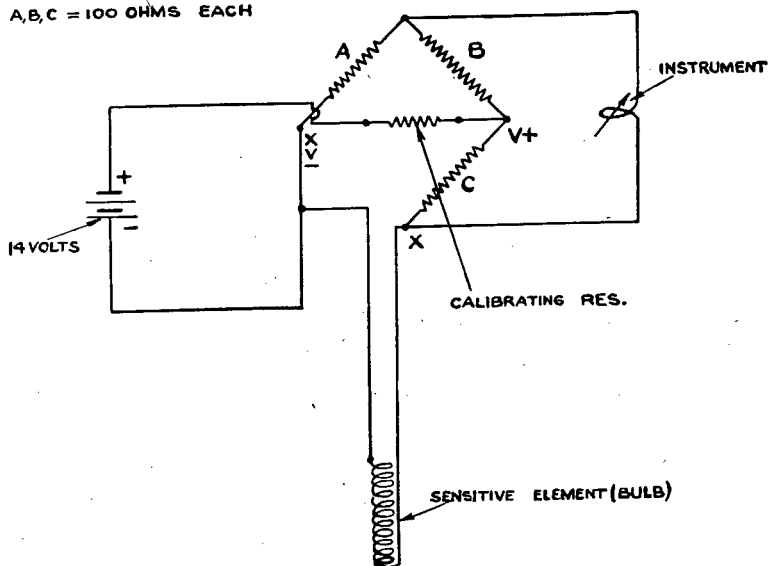 A,B,C = 100 OHMS EACH
A
B
INSTRUMENT
X
V
–
V+
+
–
C
14 VOLTS
X
CALIBRATING RES.
SENSITIVE ELEMENT (BULB)